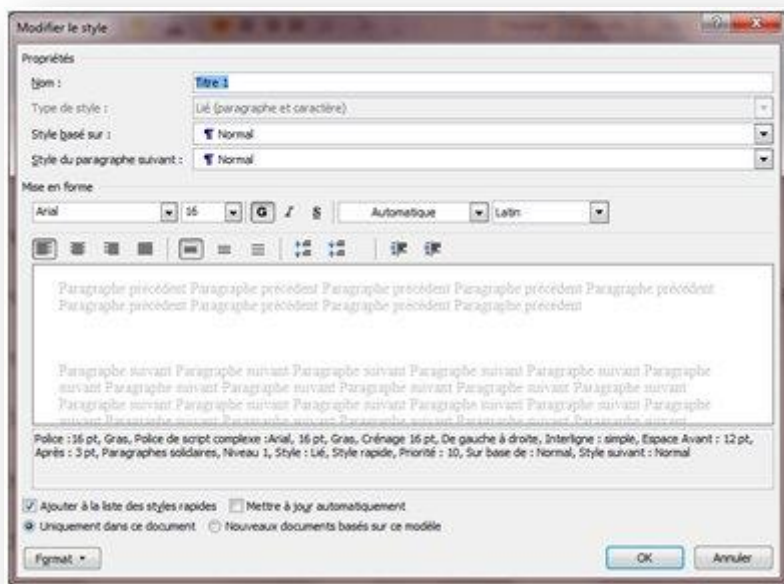 Modifier le style
Propriétés
Nom : Titre 1
Type de style : Lié (paragraphe et caractère)
Style basé sur : ¶ Normal
Style du paragraphe suivant : ¶ Normal
Mise en forme
Arial 16 G I S Automatique Latin
Paragraphe précédent Paragraphe précédent Paragraphe précédent Paragraphe précédent Paragraphe précédent
Paragraphe précédent Paragraphe précédent Paragraphe précédent Paragraphe précédent
Paragraphe suivant Paragraphe suivant Paragraphe suivant Paragraphe suivant Paragraphe
suivant Paragraphe suivant Paragraphe suivant Paragraphe suivant Paragraphe suivant
Paragraphe suivant Paragraphe suivant Paragraphe suivant Paragraphe suivant Paragraphe
suivant Paragraphe suivant Paragraphe suivant Paragraphe suivant Paragraphe suivant
Police :16 pt, Gras, Police de script complexe :Arial, 16 pt, Gras, Crénage 16 pt, De gauche à droite, Interligne : simple, Espace Avant : 12 pt,
Après : 3 pt, Paragraphes solidaires, Niveau 1, Style : Lié, Style rapide, Priorité : 10, Sur base de : Normal, Style suivant : Normal
Ajouter à la liste des styles rapides Mettre à jour automatiquement
Uniquement dans ce document Nouveaux documents basés sur ce modèle
Format OK Annuler